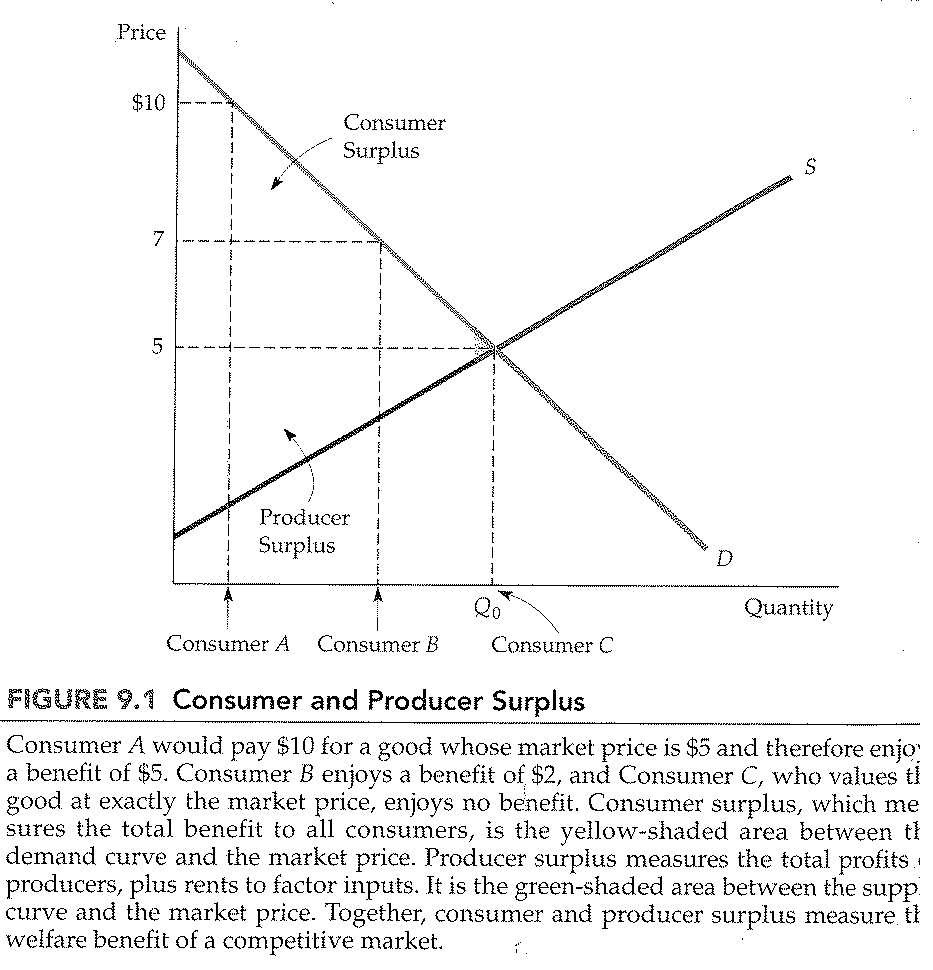 Price
$10
Consumer
Surplus
S
7
5
Producer
Surplus
D
Q0
Quantity
Consumer A
Consumer B
Consumer C
FIGURE 9.1 Consumer and Producer Surplus
Consumer A would pay $10 for a good whose market price is $5 and therefore enjo
a benefit of $5. Consumer B enjoys a benefit of $2, and Consumer C, who values
good at exactly the market price, enjoys no benefit. Consumer surplus, which me
sures the total benefit to all consumers, is the yellow-shaded area between
demand curve and the market price. Producer surplus measures the total profits
producers, plus rents to factor inputs. It is the green-shaded area between the supp
curve and the market price. Together, consumer and producer surplus measure
welfare benefit of a competitive market.